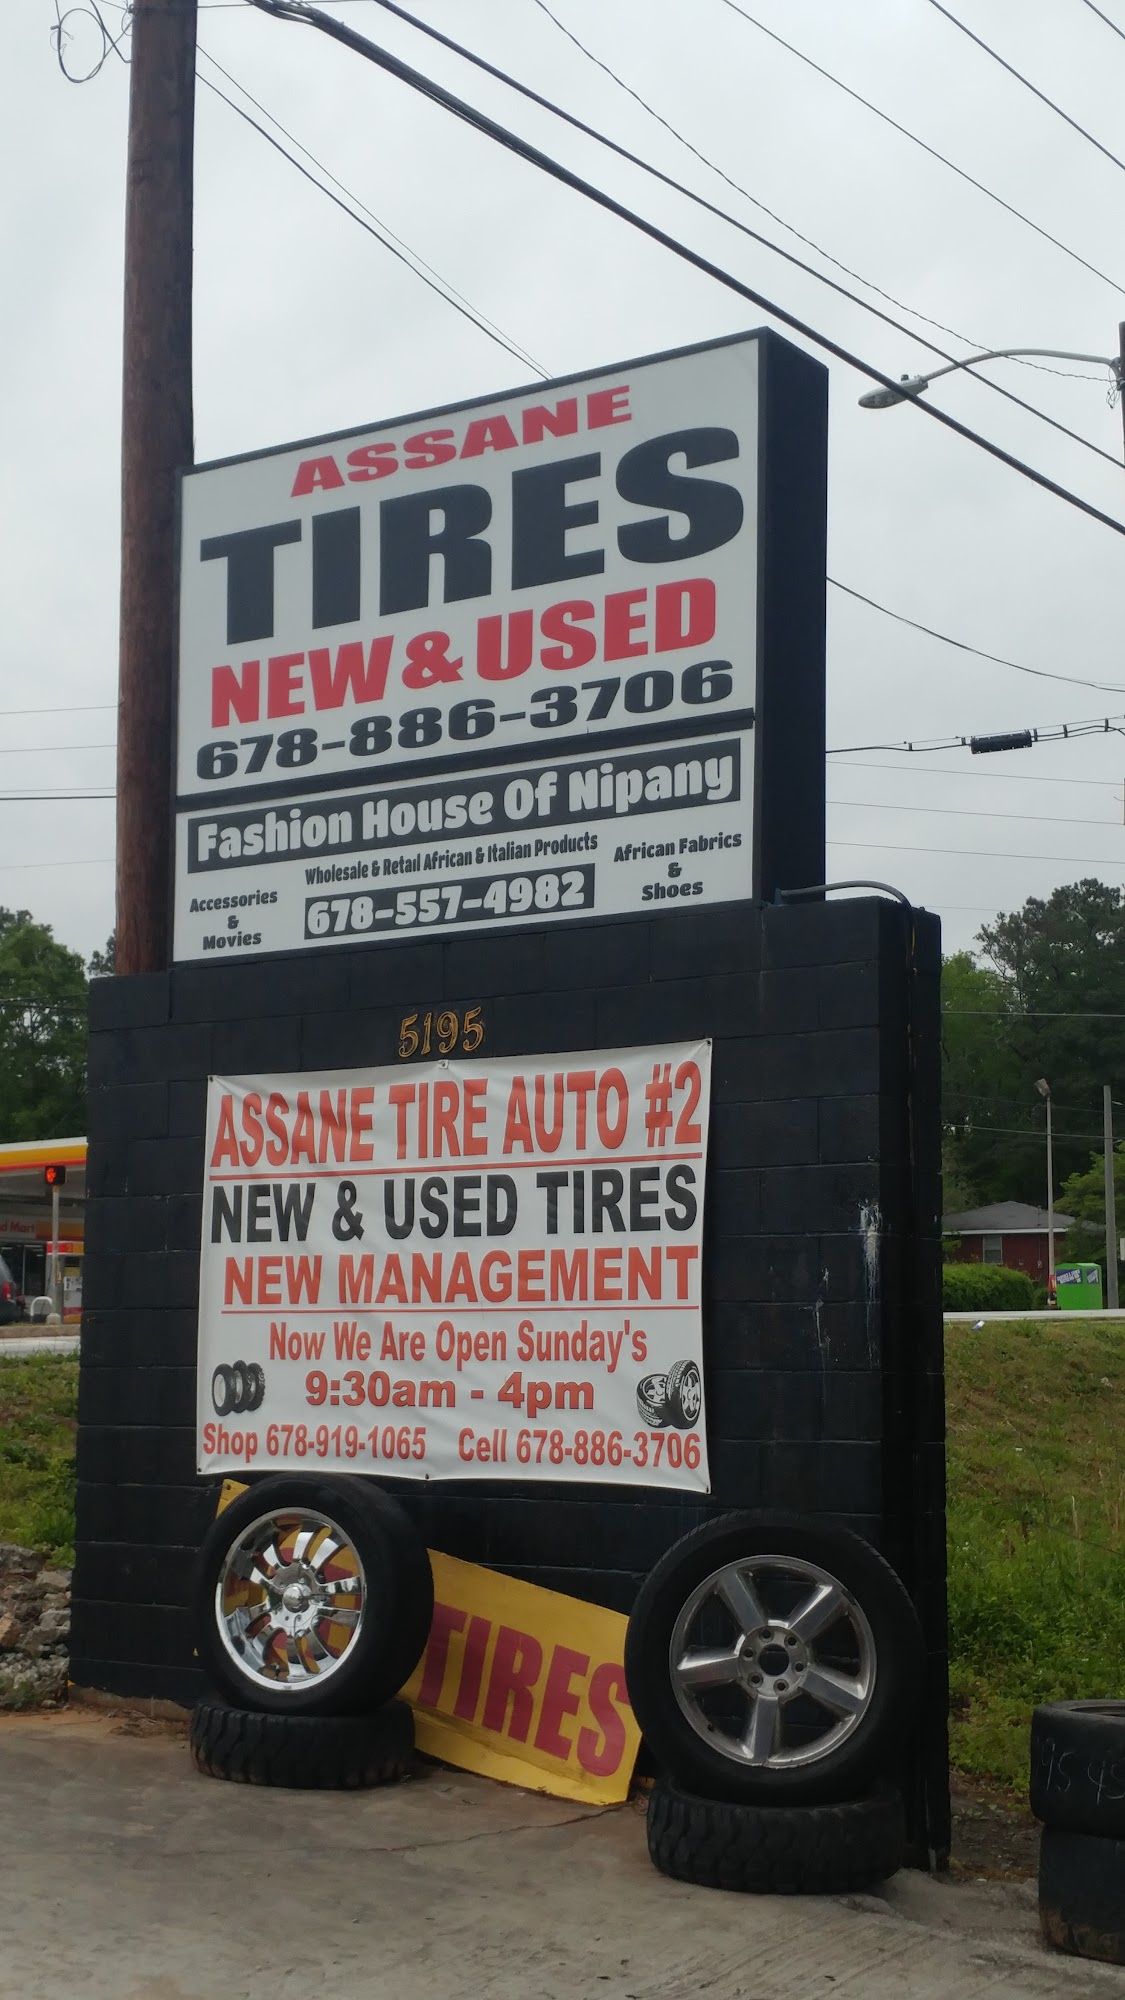 ASSANE
TIRES
NEW & USED
678-886-3706
Fashion House Of Nipany
Wholesale & Retail African & Italian Products
Accessories
&
Movies
678-557-4982
African Fabrics
&
Shoes
5195
ASSANE TIRE AUTO #2
NEW & USED TIRES
NEW MANAGEMENT
Now We Are Open Sunday's
9:30am - 4pm
Shop 678-919-1065 Cell 678-886-3706
TIRES
d Mart